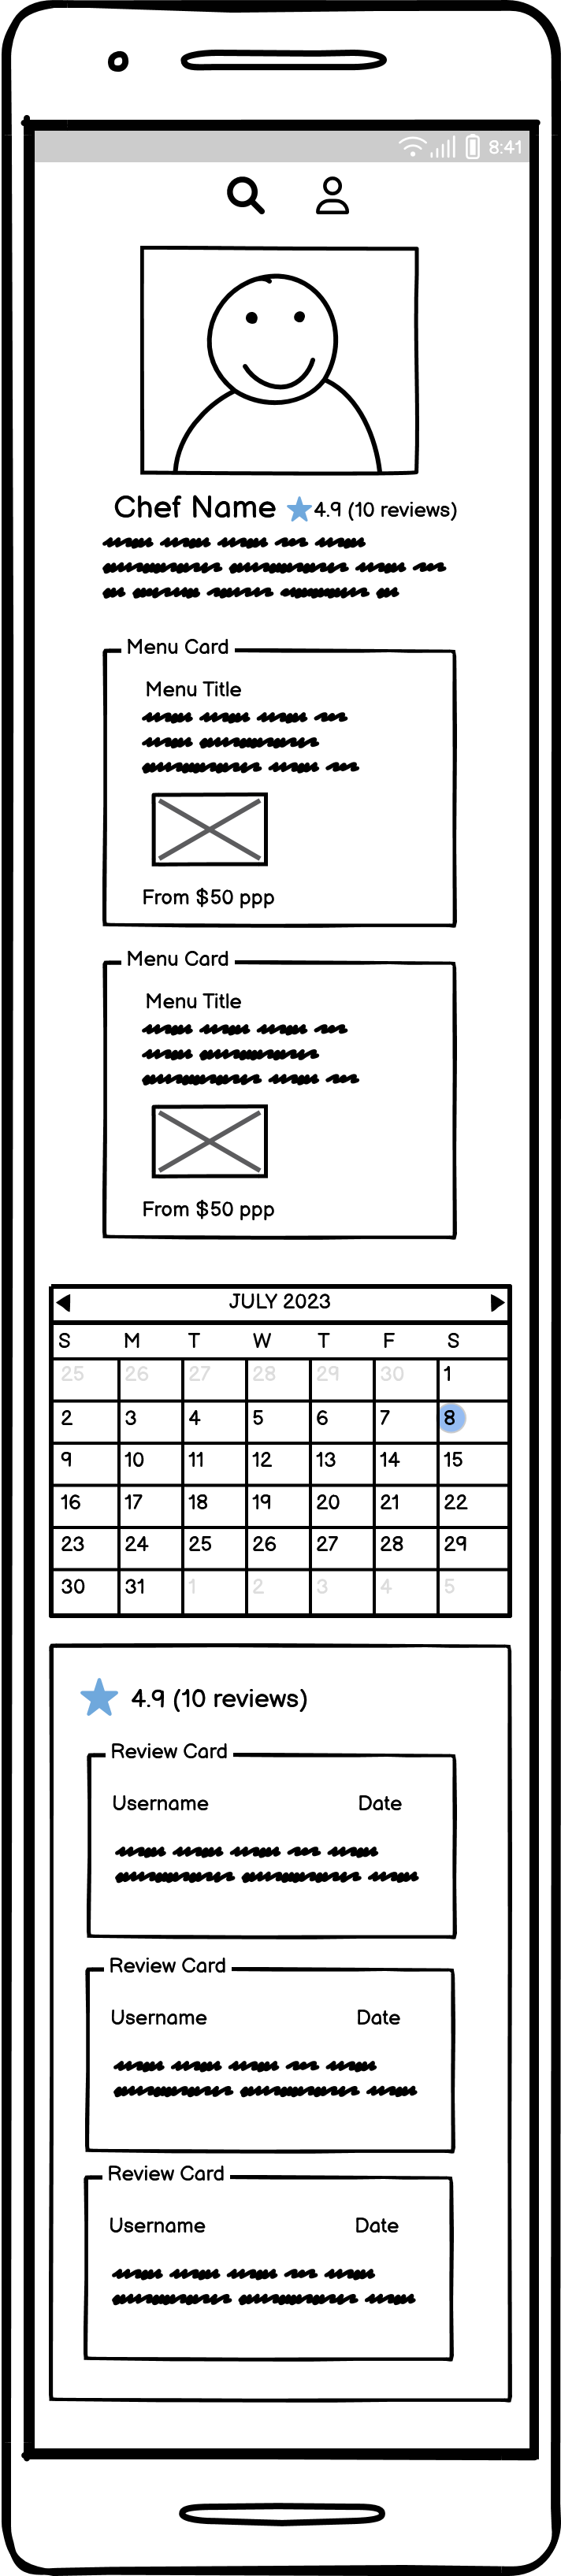 8:41
Chef Name 4.9 (10 reviews)
Menu Card
Menu Title
From $50 ppp
Menu Card
Menu Title
From $50 ppp
JULY 2023
S M T W T F S
25 26 27 28 29 30 1
2 3 4 5 6 7 8
9 10 11 12 13 14 15
16 17 18 19 20 21 22
23 24 25 26 27 28 29
30 31 1 2 3 4 5
4.9 (10 reviews)
Review Card
Username Date
Review Card
Username Date
Review Card
Username Date